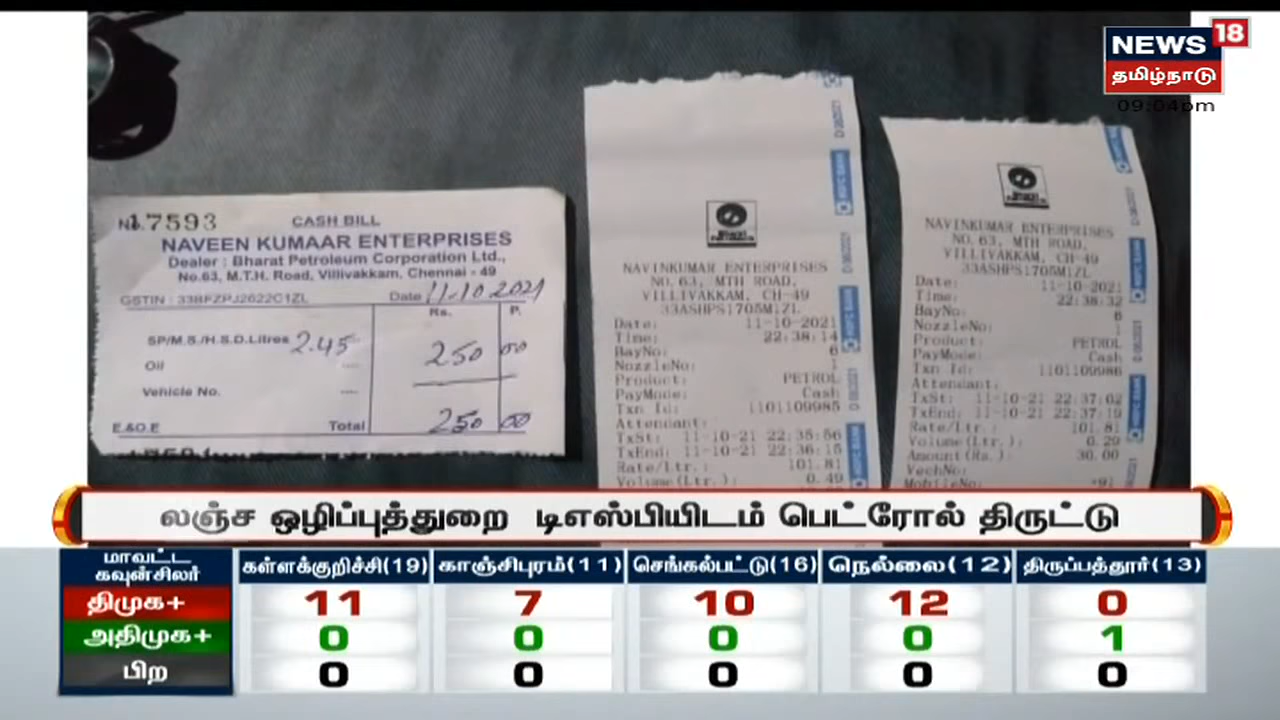 NEWS 18
தமிழ்நாடு
09:04pm
No. 17593
CASH BILL
NAVEEN KUMAAR ENTERPRISES
Dealer : Bharat Petroleum Corporation Ltd.,
No.63, M.T.H. Road, Villivakkam, Chennai - 49
GSTIN : 33BFZPJ2622C1ZL Date 11.10 2021
Rs. P.
SP/M.S./H.S.D.Litres 2.45 250 00
Oil ....
Vehicle No. ....
E.&O.E Total 250 00
NAVINKUMAR ENTERPRISES
NO. 63, MTH ROAD,
VILLIVAKKAM, CH-49
33ASHPS1705M1ZL
Date: 11-10-2021
Time: 22:38:14
BayNo: 6
NozzleNo: 1
Product: PETROL
PayMode: Cash
Txn Id: 1101109985
Attendant:
TxSt: 11-10-21 22:35:56
TxEnd: 11-10-21 22:36:15
Rate/Ltr.: 101.81
Volume(Ltr.): 0.49
HDFC BANK
NAVINKUMAR ENTERPRISES
NO. 63, MTH ROAD,
VILLIVAKKAM, CH-49
33ASHPS1705M1ZL
Date: 11-10-2021
Time: 22:38:32
BayNo: 6
NozzleNo: 1
Product: PETROL
PayMode: Cash
Txn Id: 1101109986
Attendant:
TxSt: 11-10-21 22:37:02
TxEnd: 11-10-21 22:37:19
Rate/Ltr.: 101.81
Volume(Ltr.): 0.29
Amount(Rs.): 30.00
VechNo:
MobileNo: +91
HDFC BANK
லஞ்ச ஒழிப்புத்துறை டிஎஸ்பியிடம் பெட்ரோல் திருட்டு
மாவட்ட கவுன்சிலர் கள்ளக்குறிச்சி(19) காஞ்சிபுரம்(11) செங்கல்பட்டு(16) நெல்லை(12) திருப்பத்தூர்(13)
திமுக+ 11 7 10 12 0
அதிமுக+ 0 0 0 0 1
பிற 0 0 0 0 0